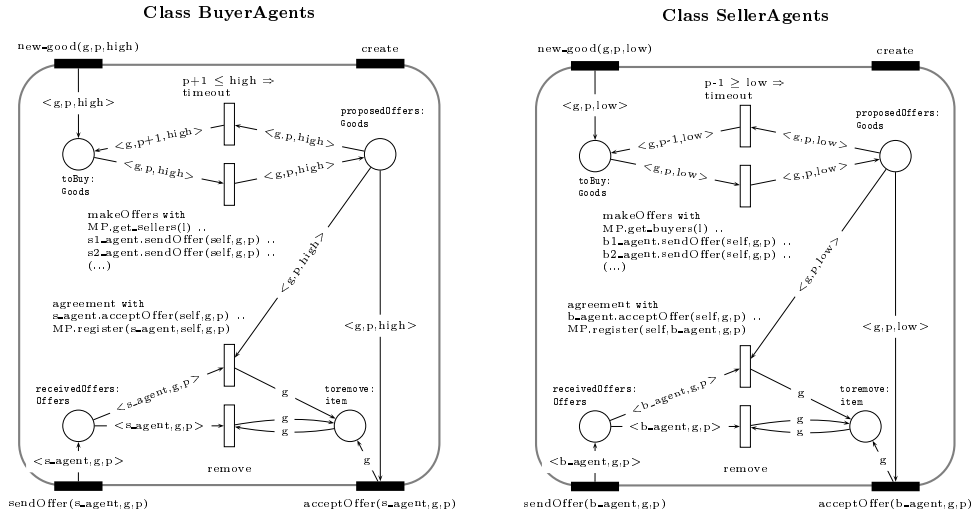 Class BuyerAgents
new_good(g,p,high)
create
p+1 ≤ high ⇒
timeout
<g,p,high>
proposedOffers:
Goods
<g,p+1,high>
<g,p,high>
<g,p,high>
<g,p,high>
toBuy:
Goods
makeOffers with
MP.get_sellers(l) ..
s1_agent.sendOffer(self,g,p) ..
s2_agent.sendOffer(self,g,p) ..
(...)
<g,p,high>
agreement with
s_agent.acceptOffer(self,g,p) ..
MP.register(s_agent,self,g,p)
<g,p,high>
receivedOffers:
Offers
<s_agent,g,p>
toremove:
item
g
<s_agent,g,p>
g
g
<s_agent,g,p>
g
remove
sendOffer(s_agent,g,p)
acceptOffer(s_agent,g,p)
Class SellerAgents
new_good(g,p,low)
create
p-1 ≥ low ⇒
timeout
<g,p,low>
proposedOffers:
Goods
<g,p-1,low>
<g,p,low>
<g,p,low>
<g,p,low>
toBuy:
Goods
makeOffers with
MP.get_buyers(l) ..
b1_agent.sendOffer(self,g,p) ..
b2_agent.sendOffer(self,g,p) ..
(...)
<g,p,low>
agreement with
b_agent.acceptOffer(self,g,p) ..
MP.register(self,b_agent,g,p)
<g,p,low>
receivedOffers:
Offers
<b_agent,g,p>
toremove:
item
g
<b_agent,g,p>
g
g
<b_agent,g,p>
g
remove
sendOffer(b_agent,g,p)
acceptOffer(b_agent,g,p)